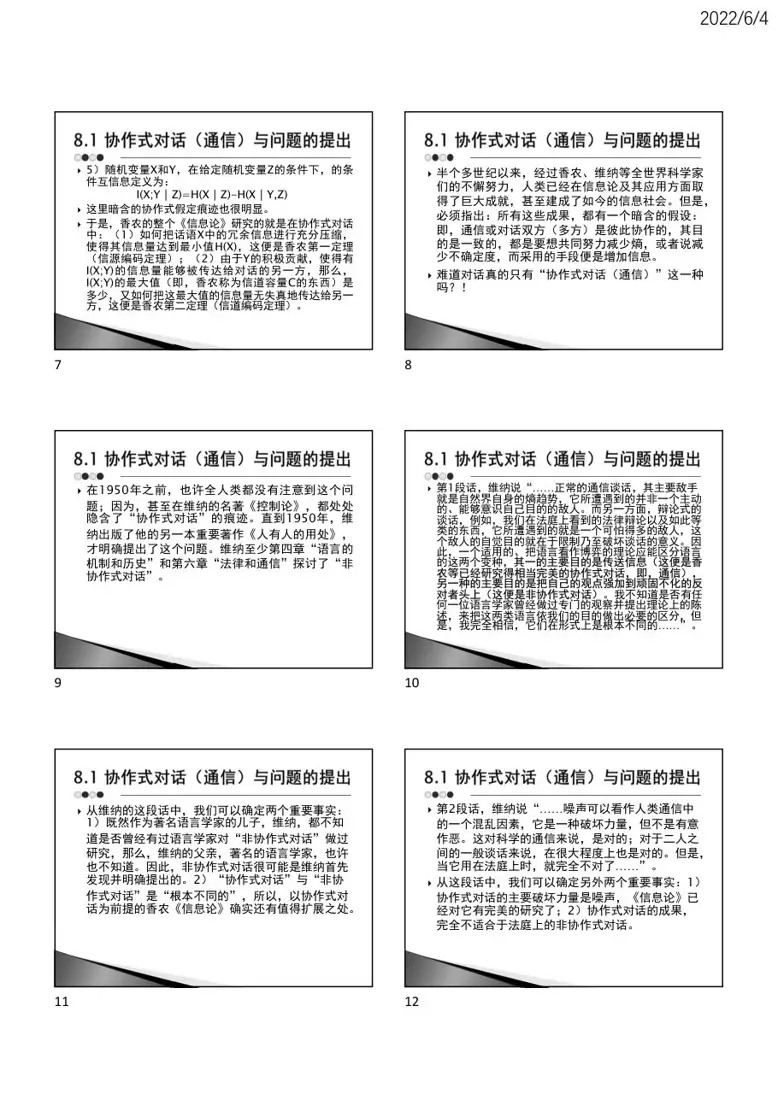 2022/6/4
8.1 协作式对话（通信）与问题的提出
5）随机变量X和Y，在给定随机变量Z的条件下，的条
件互信息定义为：
I(X;Y | Z)=H(X | Z)-H(X | Y,Z)
这里暗含的协作式假定痕迹也很明显。
于是，香农的整个《信息论》研究的就是在协作式对话
中：（1）如何把话语X中的冗余信息进行充分压缩，
使得其信息量达到最小值H(X)，这便是香农第一定理
（信源编码定理）；（2）由于Y的积极贡献，使得有
I(X;Y)的信息量能够被传达给对话的另一方，那么，
I(X;Y)的最大值（即，香农称为信道容量C的东西）是
多少，又如何把这最大值的信息量无失真地传达给另一
方，这便是香农第二定理（信道编码定理）。
7
8.1 协作式对话（通信）与问题的提出
半个多世纪以来，经过香农、维纳等全世界科学家
们的不懈努力，人类已经在信息论及其应用方面取
得了巨大成就，甚至建成了如今的信息社会。但是，
必须指出：所有这些成果，都有一个暗含的假设：
即，通信或对话双方（多方）是彼此协作的，其目
的是一致的，都是要想共同努力减少熵，或者说减
少不确定度，而采用的手段便是增加信息。
难道对话真的只有“协作式对话（通信）”这一种
吗？！
8
8.1 协作式对话（通信）与问题的提出
在1950年之前，也许全人类都没有注意到这个问
题；因为，甚至在维纳的名著《控制论》，都处处
隐含了“协作式对话”的痕迹。直到1950年，维
纳出版了他的另一本重要著作《人有人的用处》，
才明确提出了这个问题。维纳至少第四章“语言的
机制和历史”和第六章“法律和通信”探讨了“非
协作式对话”。
9
8.1 协作式对话（通信）与问题的提出
第1段话，维纳说“……正常的通信谈话，其主要敌手
就是自然界自身的熵趋势，它所遭遇到的并非一个主动
的、能够意识自己目的的敌人。而另一方面，辩论式的
谈话，例如，我们在法庭上看到的法律辩论以及如此等
类的东西，它所遭到的就是一个可怕得多的敌人，这
个敌人的自觉目的就在于限制乃至破坏谈话的意义。因
此，一个适用的、把语言看作博弈的理论应能区分语言
的这两个变种，其一的主要目的是传送信息（这便是香
农等已经研究得相当完美的协作式对话，即，通信），
另一种的主要目的是把自己的观点强加到顽固不化的反
对者头上（这便是非协作式对话）。我不知道是否有任
何一位语言学家曾经做过专门的观察并提出理论上的陈
述，来把这两类语言依我们的目的做出必要的区分，但
是，我完全相信，它们在形式上是根本不同的……”。
10
8.1 协作式对话（通信）与问题的提出
从维纳的这段话中，我们可以确定两个重要事实：
1）既然作为著名语言学家的儿子，维纳，都不知
道是否曾经有过语言学家对“非协作式对话”做过
研究，那么，维纳的父亲，著名的语言学家，也许
也不知道。因此，非协作式对话很可能是维纳首先
发现并明确提出的。2）“协作式对话”与“非协
作式对话”是“根本不同的”，所以，以协作式对
话为前提的香农《信息论》确实还有值得扩展之处。
11
8.1 协作式对话（通信）与问题的提出
第2段话，维纳说“……噪声可以看作人类通信中
的一个混乱因素，它是一种破坏力量，但不是有意
作恶。这对科学的通信来说，是对的；对于二人之
间的一般谈话来说，在很大程度上也是对的。但是，
当它用在法庭上时，就完全不对了……”。
从这段话中，我们可以确定另外两个重要事实：1）
协作式对话的主要破坏力量是噪声，《信息论》已
经对它有完美的研究了；2）协作式对话的成果，
完全不适合于法庭上的非协作式对话。
12